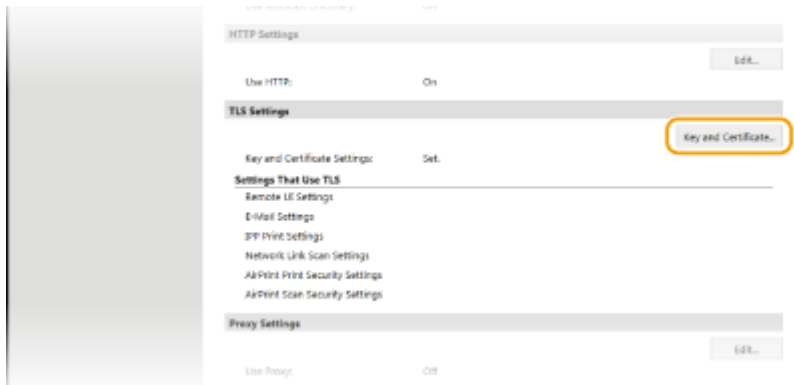 HTTP Settings
Edit...
Use HTTP: On
TLS Settings
Key and Certificate...
Key and Certificate Settings: Set.
Settings That Use TLS
Remote UI Settings
E-Mail Settings
IPP Print Settings
Network Link Scan Settings
AirPrint Print Security Settings
AirPrint Scan Security Settings
Proxy Settings
Edit...
Use Proxy: Off